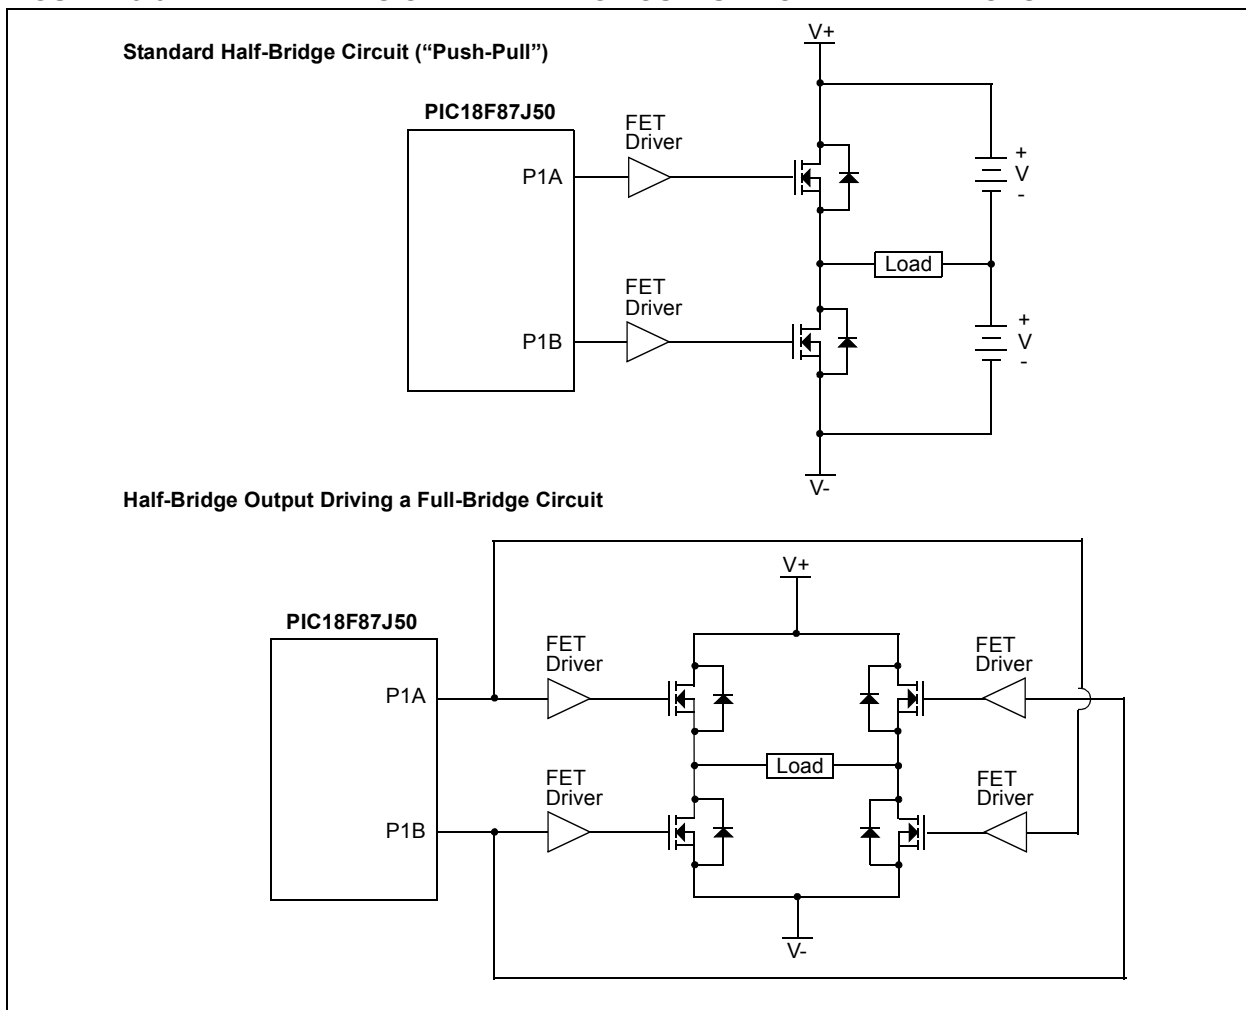 Standard Half-Bridge Circuit (“Push-Pull”)
V+
PIC18F87J50
FET
Driver
P1A
+
V
-
Load
FET
Driver
P1B
+
V
-
V-
Half-Bridge Output Driving a Full-Bridge Circuit
V+
PIC18F87J50
FET
Driver
FET
Driver
P1A
Load
FET
Driver
FET
Driver
P1B
V-